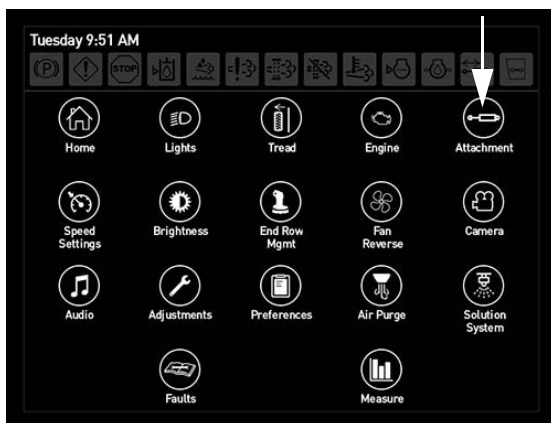 Tuesday 9:51 AM
(P) STOP
Home Lights Tread Engine Attachment
Speed Settings Brightness End Row Mgmt Fan Reverse Camera
Audio Adjustments Preferences Air Purge Solution System
Faults Measure